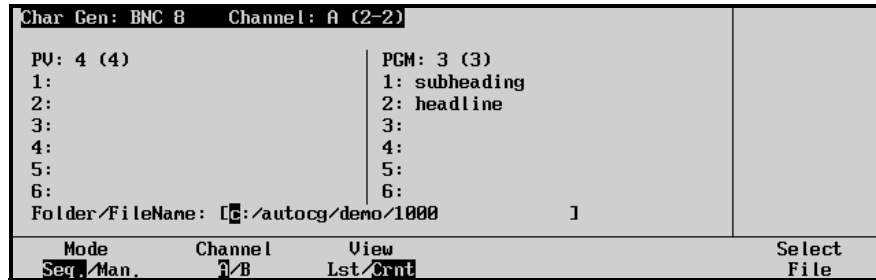 Char Gen: BNC 8 Channel: A (2-2)
PV: 4 (4) PGM: 3 (3)
1: 1: subheading
2: 2: headline
3: 3:
4: 4:
5: 5:
6: 6:
Folder/FileName: [c:/autocg/demo/1000 ]
Mode Channel View Select
Seq./Man. A/B Lst/Crnt File